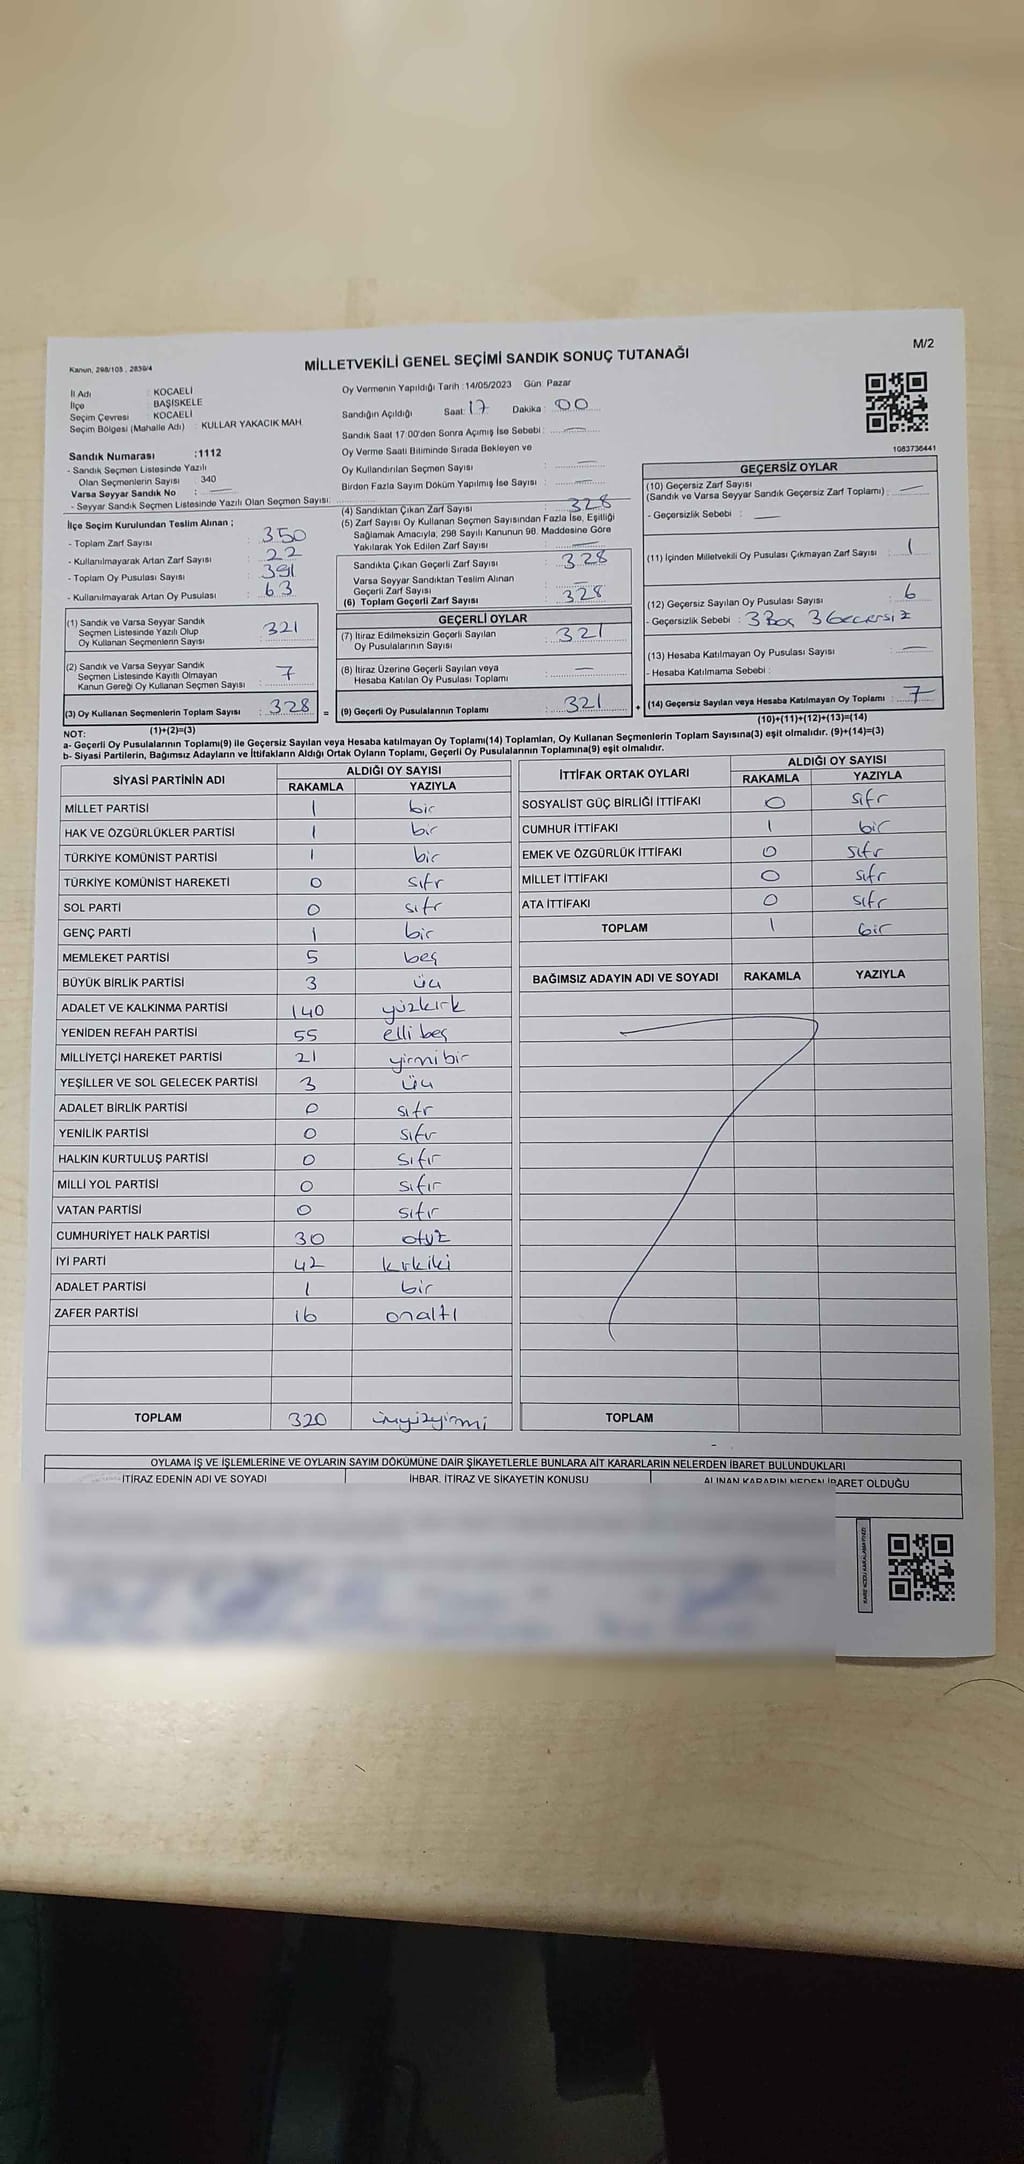 M/2
Kanun, 298/105 , 2839/4
MİLLETVEKİLİ GENEL SEÇİMİ SANDIK SONUÇ TUTANAĞI
İl Adı : KOCAELİ
İlçe : BAŞİSKELE
Seçim Çevresi : KOCAELİ
Seçim Bölgesi (Mahalle Adı) : KULLAR YAKACIK MAH.
Oy Vermenin Yapıldığı Tarih :14/05/2023 Gün: Pazar
Sandığın Açıldığı Saat: 17 Dakika : 00
Sandık Saat 17:00'den Sonra Açımış İse Sebebi : —
Oy Verme Saati Bitiminde Sırada Bekleyen ve
Oy Kullandırılan Seçmen Sayısı : —
Birden Fazla Sayım Döküm Yapılmış İse Sayısı : —
1083736441
Sandık Numarası :1112
- Sandık Seçmen Listesinde Yazılı
Olan Seçmenlerin Sayısı 340
Varsa Seyyar Sandık No : —
- Seyyar Sandık Seçmen Listesinde Yazılı Olan Seçmen Sayısı:
İlçe Seçim Kurulundan Teslim Alınan ;
- Toplam Zarf Sayısı : 350
- Kullanılmayarak Artan Zarf Sayısı : 22
- Toplam Oy Pusulası Sayısı : 391
- Kullanılmayarak Artan Oy Pusulası : 63
(1) Sandık ve Varsa Seyyar Sandık
Seçmen Listesinde Yazılı Olup
Oy Kullanan Seçmenlerin Sayısı : 321
(2) Sandık ve Varsa Seyyar Sandık
Seçmen Listesinde Kayıtlı Olmayan
Kanun Gereği Oy Kullanan Seçmen Sayısı : 7
(3) Oy Kullanan Seçmenlerin Toplam Sayısı : 328
(1)+(2)=(3)
(4) Sandıktan Çıkan Zarf Sayısı : 328
(5) Zarf Sayısı Oy Kullanan Seçmen Sayısından Fazla İse, Eşitliği
Sağlamak Amacıyla, 298 Sayılı Kanunun 98. Maddesine Göre
Yakılarak Yok Edilen Zarf Sayısı : —
Sandıkta Çıkan Geçerli Zarf Sayısı : 328
Varsa Seyyar Sandıktan Teslim Alınan
Geçerli Zarf Sayısı : —
(6) Toplam Geçerli Zarf Sayısı : 328
GEÇERLİ OYLAR
(7) İtiraz Edilmeksizin Geçerli Sayılan
Oy Pusulalarının Sayısı : 321
(8) İtiraz Üzerine Geçerli Sayılan veya
Hesaba Katılan Oy Pusulası Toplamı : —
= (9) Geçerli Oy Pusulalarının Toplamı : 321
GEÇERSİZ OYLAR
(10) Geçersiz Zarf Sayısı
(Sandık ve Varsa Seyyar Sandık Geçersiz Zarf Toplamı) : —
- Geçersizlik Sebebi : —
(11) İçinden Milletvekili Oy Pusulası Çıkmayan Zarf Sayısı : 1
(12) Geçersiz Sayılan Oy Pusulası Sayısı : 6
- Geçersizlik Sebebi : 3 Boş 3 Geçersiz
(13) Hesaba Katılmayan Oy Pusulası Sayısı : —
- Hesaba Katılmama Sebebi :
+ (14) Geçersiz Sayılan veya Hesaba Katılmayan Oy Toplamı : 7
(10)+(11)+(12)+(13)=(14)
NOT:
a- Geçerli Oy Pusulalarının Toplamı(9) ile Geçersiz Sayılan veya Hesaba katılmayan Oy Toplamı(14) Toplamları, Oy Kullanan Seçmenlerin Toplam Sayısına(3) eşit olmalıdır. (9)+(14)=(3)
b- Siyasi Partilerin, Bağımsız Adayların ve İttifakların Aldığı Ortak Oyların Toplamı, Geçerli Oy Pusulalarının Toplamına(9) eşit olmalıdır.
SİYASİ PARTİNİN ADI ALDIĞI OY SAYISI
RAKAMLA YAZIYLA
MİLLET PARTİSİ 1 bir
HAK VE ÖZGÜRLÜKLER PARTİSİ 1 bir
TÜRKİYE KOMÜNİST PARTİSİ 1 bir
TÜRKİYE KOMÜNİST HAREKETİ 0 sıfr
SOL PARTİ 0 sıfr
GENÇ PARTİ 1 bir
MEMLEKET PARTİSİ 5 beş
BÜYÜK BİRLİK PARTİSİ 3 üç
ADALET VE KALKINMA PARTİSİ 140 yüzkırk
YENİDEN REFAH PARTİSİ 55 elli beş
MİLLİYETÇİ HAREKET PARTİSİ 21 yirmi bir
YEŞİLLER VE SOL GELECEK PARTİSİ 3 üç
ADALET BİRLİK PARTİSİ 0 sıfr
YENİLİK PARTİSİ 0 sıfr
HALKIN KURTULUŞ PARTİSİ 0 sıfır
MİLLİ YOL PARTİSİ 0 sıfır
VATAN PARTİSİ 0 sıfır
CUMHURİYET HALK PARTİSİ 30 otuz
İYİ PARTİ 42 kırkiki
ADALET PARTİSİ 1 bir
ZAFER PARTİSİ 16 onaltı
TOPLAM 320 üçyüzyirmi
İTTİFAK ORTAK OYLARI ALDIĞI OY SAYISI
RAKAMLA YAZIYLA
SOSYALİST GÜÇ BİRLİĞİ İTTİFAKI 0 sıfr
CUMHUR İTTİFAKI 1 bir
EMEK VE ÖZGÜRLÜK İTTİFAKI 0 sıfr
MİLLET İTTİFAKI 0 sıfr
ATA İTTİFAKI 0 sıfr
TOPLAM 1 bir
BAĞIMSIZ ADAYIN ADI VE SOYADI RAKAMLA YAZIYLA
TOPLAM
OYLAMA İŞ VE İŞLEMLERİNE VE OYLARIN SAYIM DÖKÜMÜNE DAİR ŞİKAYETLERLE BUNLARA AİT KARARLARIN NELERDEN İBARET BULUNDUKLARI
İTİRAZ EDENİN ADI VE SOYADI İHBAR, İTİRAZ VE ŞİKAYETİN KONUSU ALINAN KARARIN NEDEN İBARET OLDUĞU